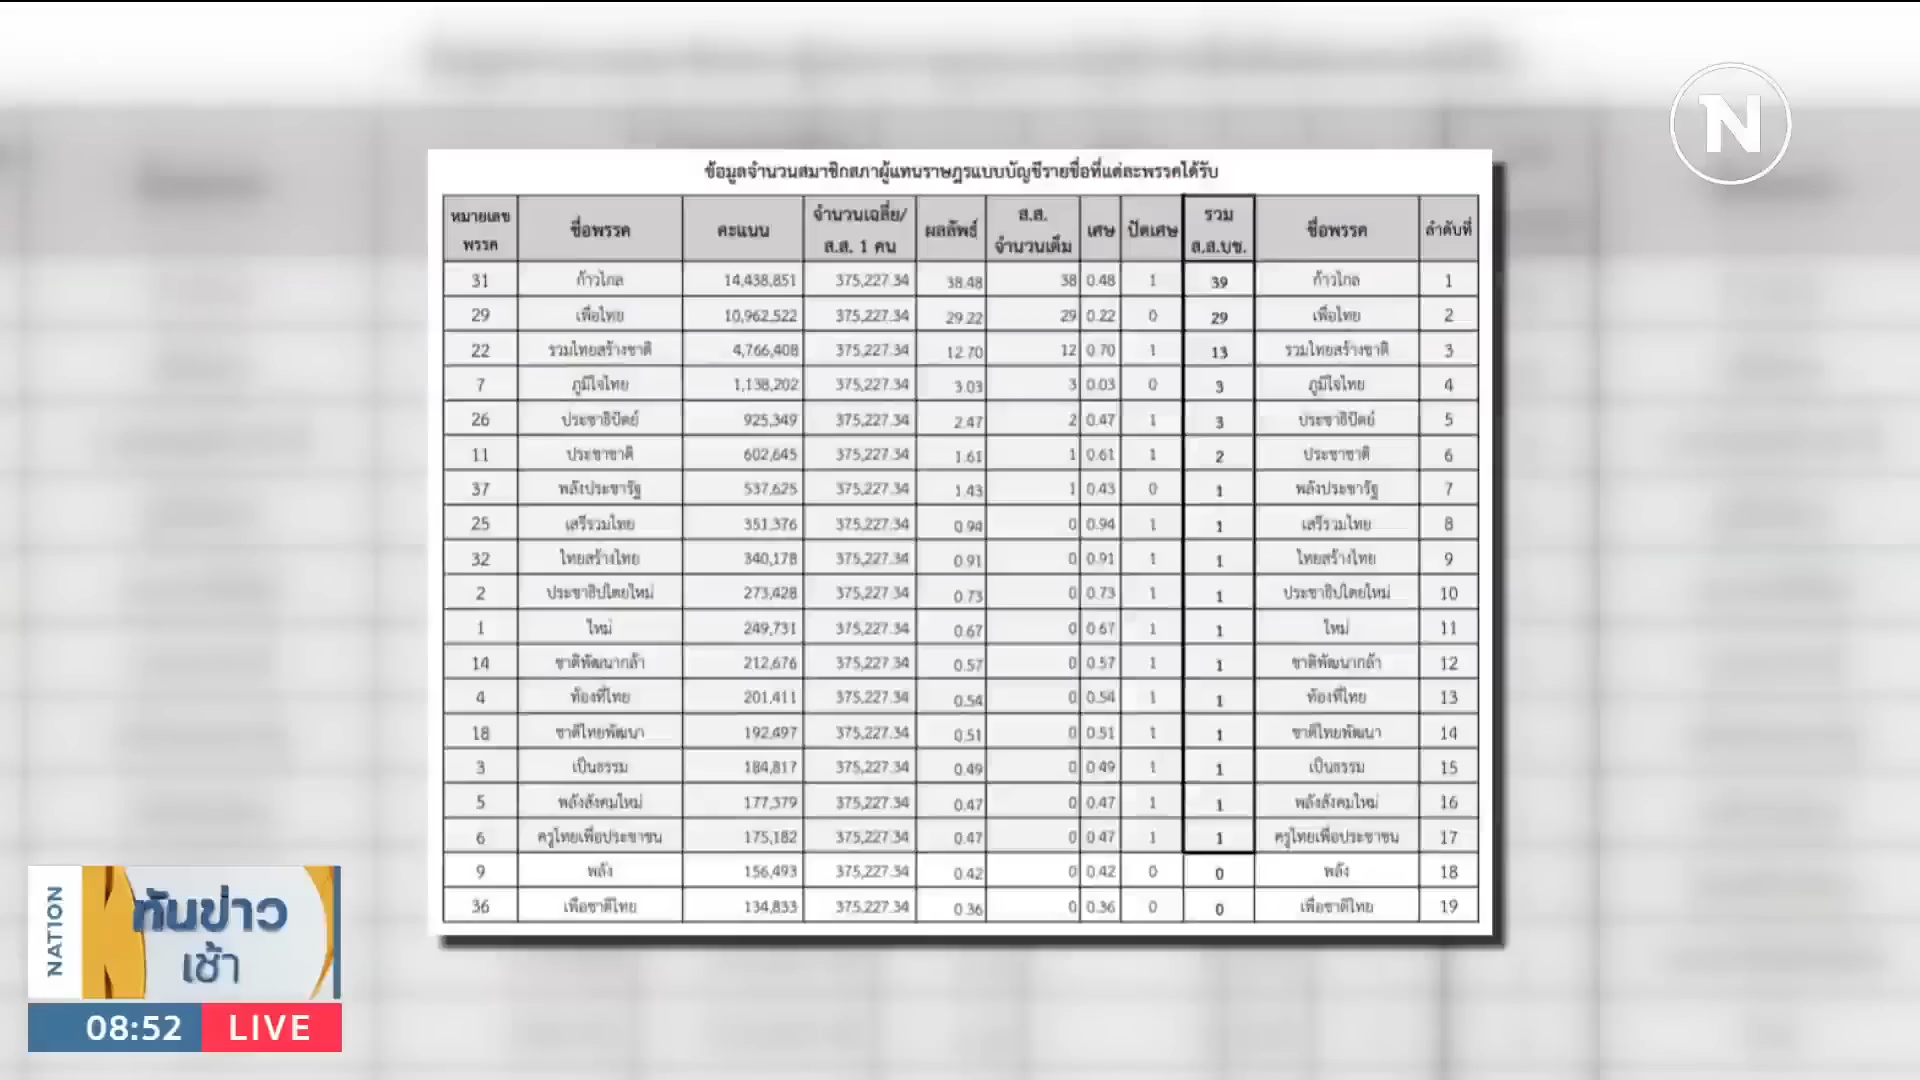 N
ข้อมูลจำนวนสมาชิกสภาผู้แทนราษฎรแบบบัญชีรายชื่อที่แต่ละพรรคได้รับ
หมายเลขพรรค ชื่อพรรค คะแนน จำนวนเฉลี่ย/ส.ส. 1 คน ผลลัพธ์ ส.ส.จำนวนเต็ม เศษ ปัดเศษ รวมส.ส.บช. ชื่อพรรค ลำดับที่
31 ก้าวไกล 14,438,851 375,227.34 38.48 38 0.48 1 39 ก้าวไกล 1
29 เพื่อไทย 10,962,522 375,227.34 29.22 29 0.22 0 29 เพื่อไทย 2
22 รวมไทยสร้างชาติ 4,766,408 375,227.34 12.70 12 0.70 1 13 รวมไทยสร้างชาติ 3
7 ภูมิใจไทย 1,138,202 375,227.34 3.03 3 0.03 0 3 ภูมิใจไทย 4
26 ประชาธิปัตย์ 925,349 375,227.34 2.47 2 0.47 1 3 ประชาธิปัตย์ 5
11 ประชาชาติ 602,645 375,227.34 1.61 1 0.61 1 2 ประชาชาติ 6
37 พลังประชารัฐ 537,625 375,227.34 1.43 1 0.43 0 1 พลังประชารัฐ 7
25 เสรีรวมไทย 351,376 375,227.34 0.94 0 0.94 1 1 เสรีรวมไทย 8
32 ไทยสร้างไทย 340,178 375,227.34 0.91 0 0.91 1 1 ไทยสร้างไทย 9
2 ประชาธิปไตยใหม่ 273,428 375,227.34 0.73 0 0.73 1 1 ประชาธิปไตยใหม่ 10
1 ใหม่ 249,731 375,227.34 0.67 0 0.67 1 1 ใหม่ 11
14 ชาติพัฒนากล้า 212,676 375,227.34 0.57 0 0.57 1 1 ชาติพัฒนากล้า 12
4 ท้องที่ไทย 201,411 375,227.34 0.54 0 0.54 1 1 ท้องที่ไทย 13
18 ชาติไทยพัฒนา 192,497 375,227.34 0.51 0 0.51 1 1 ชาติไทยพัฒนา 14
3 เป็นธรรม 184,817 375,227.34 0.49 0 0.49 1 1 เป็นธรรม 15
5 พลังสังคมใหม่ 177,379 375,227.34 0.47 0 0.47 1 1 พลังสังคมใหม่ 16
6 ครูไทยเพื่อประชาชน 175,182 375,227.34 0.47 0 0.47 1 1 ครูไทยเพื่อประชาชน 17
9 พลัง 156,493 375,227.34 0.42 0 0.42 0 0 พลัง 18
36 เพื่อชาติไทย 134,833 375,227.34 0.36 0 0.36 0 0 เพื่อชาติไทย 19
NATION
ทันข่าว
เช้า
08:52 LIVE